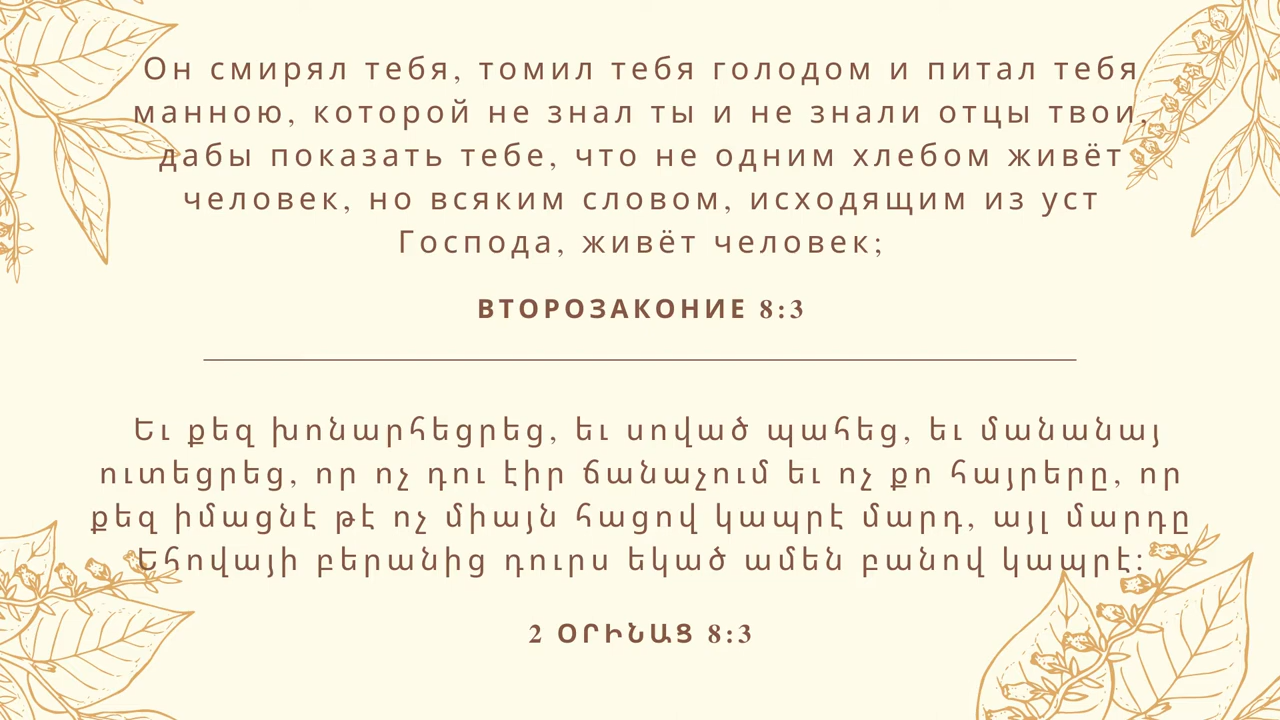 Он смирял тебя, томил тебя голодом и питал тебя
манною, которой не знал ты и не знали отцы твои,
дабы показать тебе, что не одним хлебом живёт
человек, но всяким словом, исходящим из уст
Господа, живёт человек;
ВТОРОЗАКОНИЕ 8:3
Եւ քեզ խոնարհեցրեց, եւ սոված պահեց, եւ մանանայ
ուտեցրեց, որ ոչ դու էիր ճանաչում եւ ոչ քո հայրերը, որ
քեզ իմացնէ թէ ոչ միայն հացով կապրէ մարդ, այլ մարդը
Եհովայի բերանից դուրս եկած ամեն բանով կապրէ:
2 ՕՐԻՆԱՑ 8:3